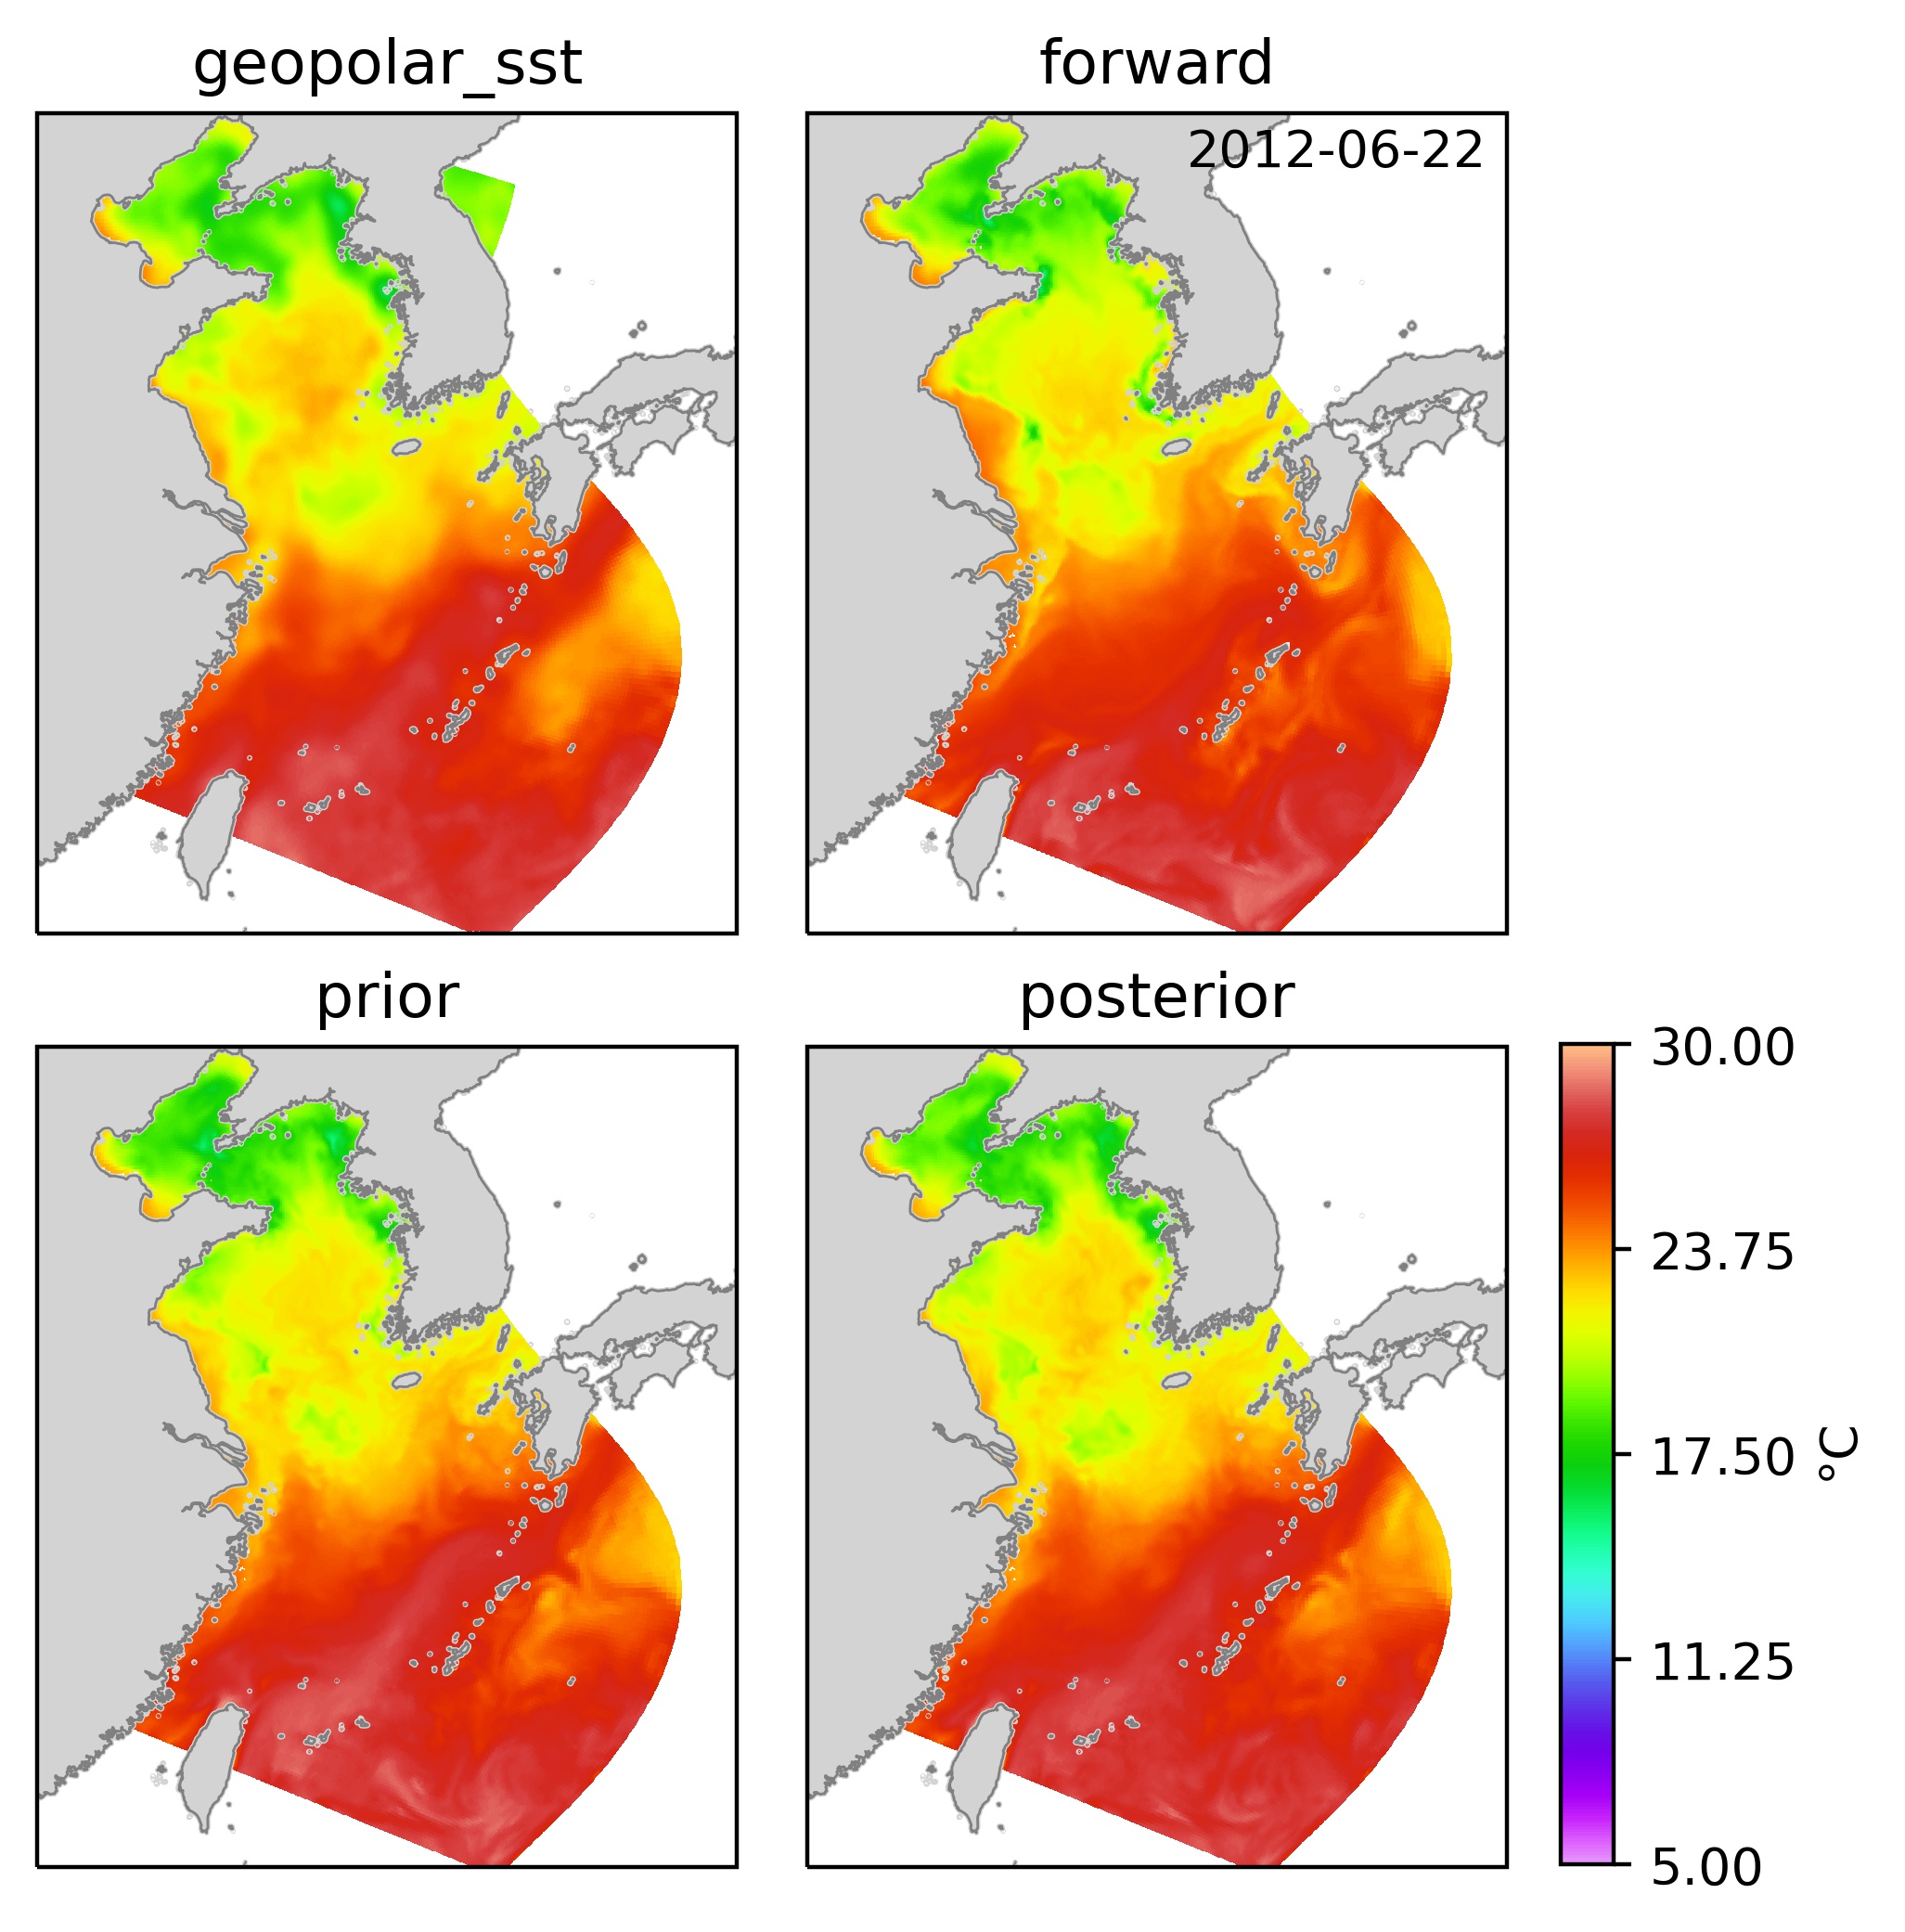 geopolar_sst
forward
2012-06-22
prior
posterior
30.00
23.75
17.50
11.25
5.00
°C